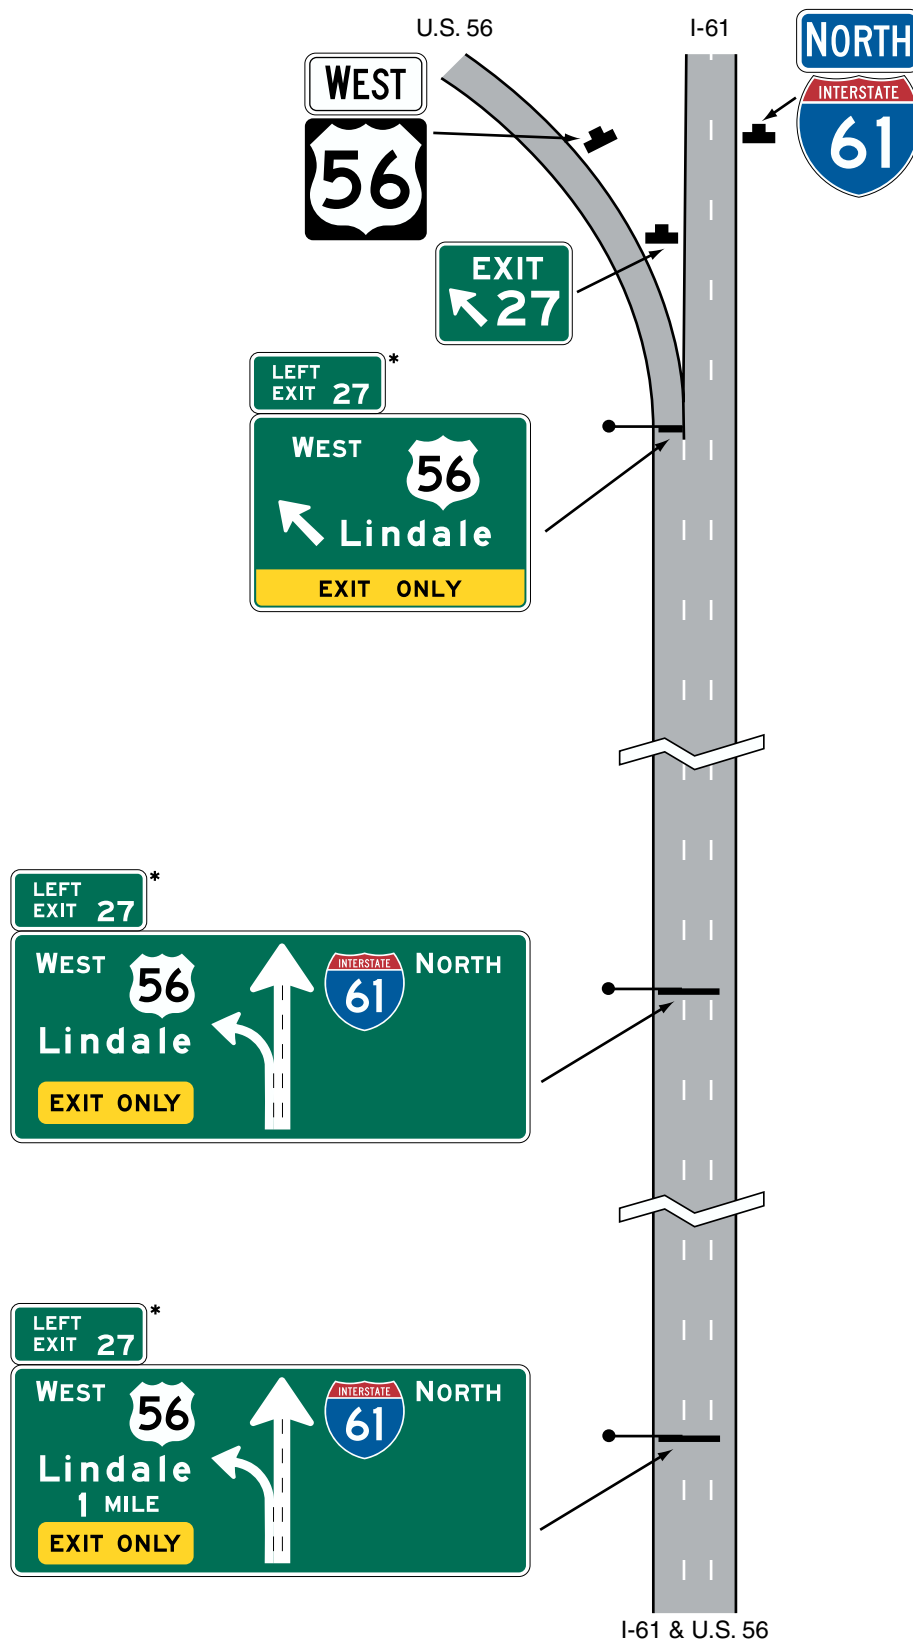 U.S. 56
I-61
NORTH
INTERSTATE
61
WEST
56
EXIT
27
LEFT
EXIT 27
*
WEST
56
Lindale
EXIT ONLY
LEFT
EXIT 27
*
WEST
56
Lindale
EXIT ONLY
INTERSTATE
61
NORTH
LEFT
EXIT 27
*
WEST
56
Lindale
1 MILE
EXIT ONLY
INTERSTATE
61
NORTH
I-61 & U.S. 56